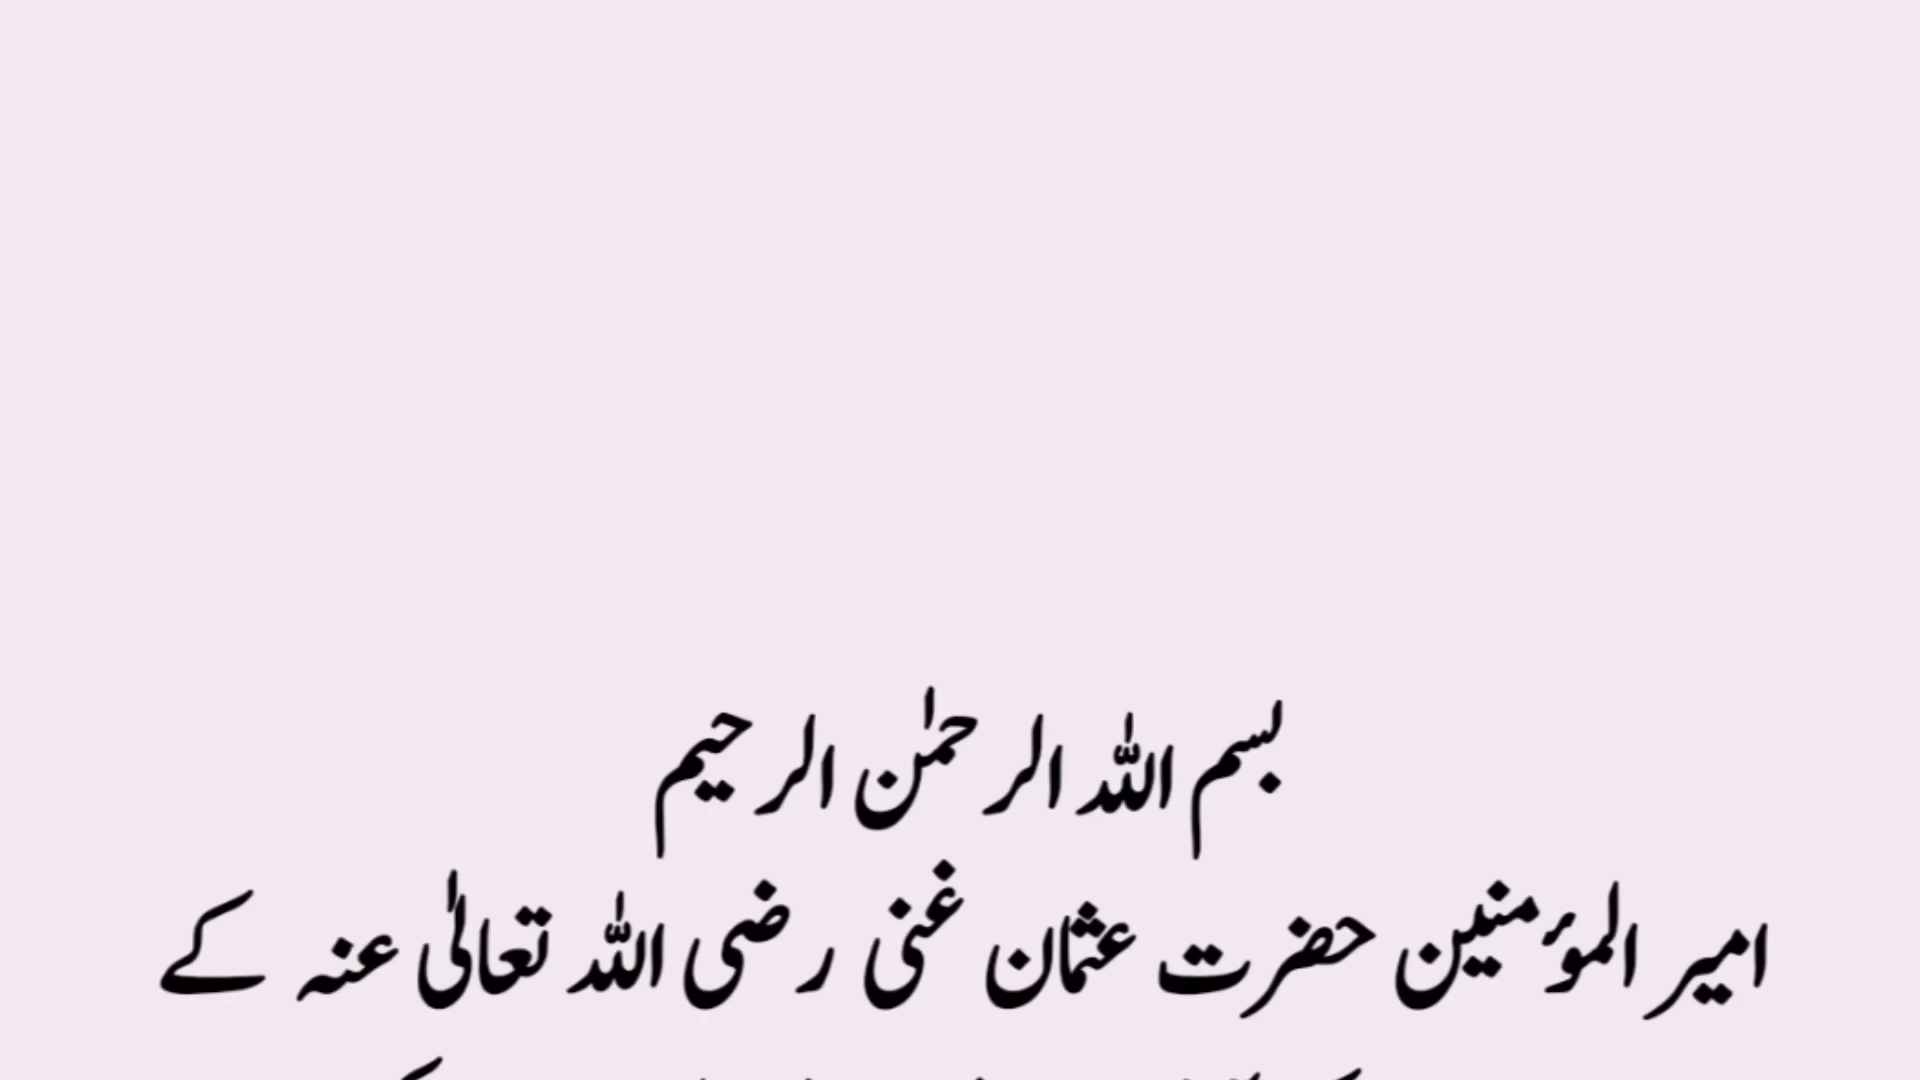 بسم اللہ الرحمٰن الرحیم
امیر المؤمنین حضرت عثمان غنی رضی اللہ تعالیٰ عنہ کے